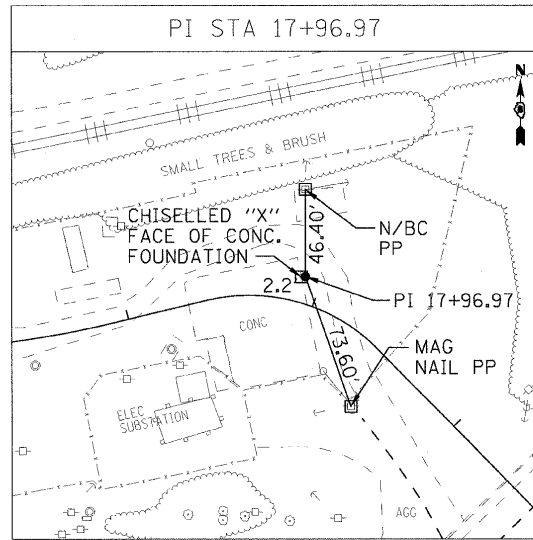 PI STA 17+96.97
N
SMALL TREES & BRUSH
CHISELLED "X"
FACE OF CONC.
FOUNDATION
46.40'
N/BC
PP
2.2
PI 17+96.97
CONC
73.60'
MAG
NAIL PP
ELEC
SUBSTATION
AGG